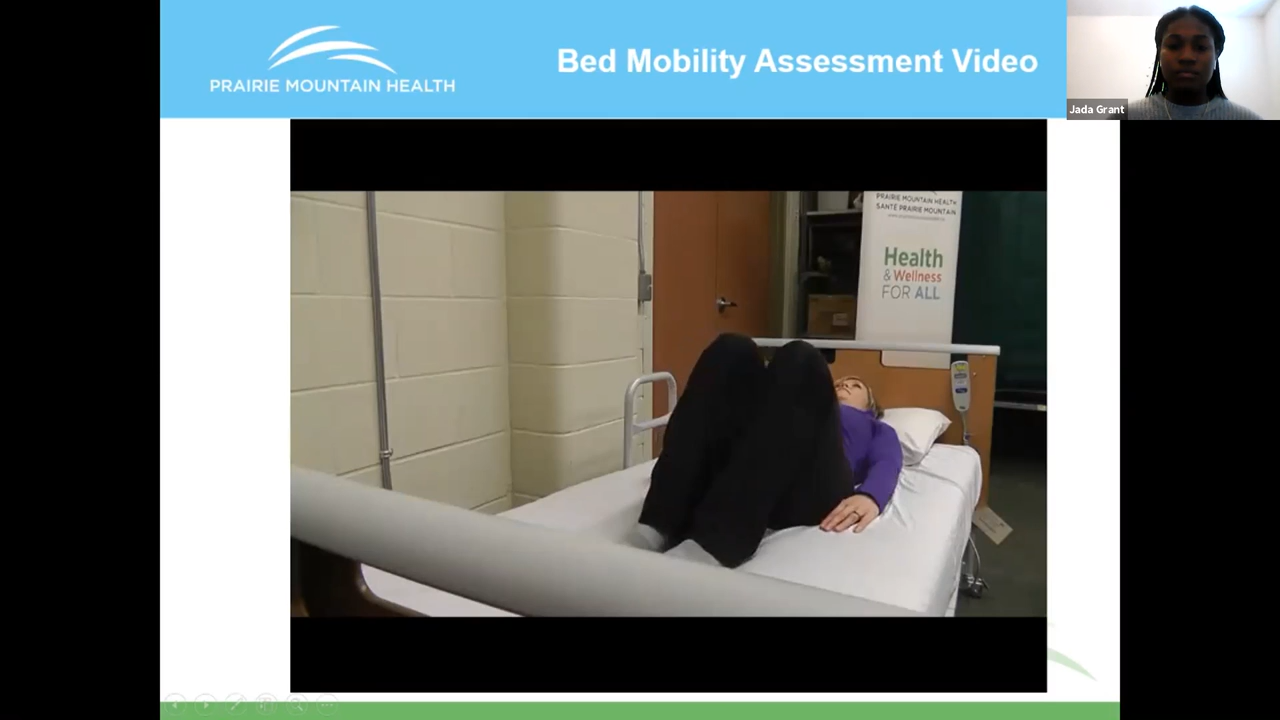 PRAIRIE MOUNTAIN HEALTH
Bed Mobility Assessment Video
Jada Grant
PRAIRIE MOUNTAIN HEALTH
SANTÉ PRAIRIE MOUNTAIN
Health
& Wellness
FOR ALL